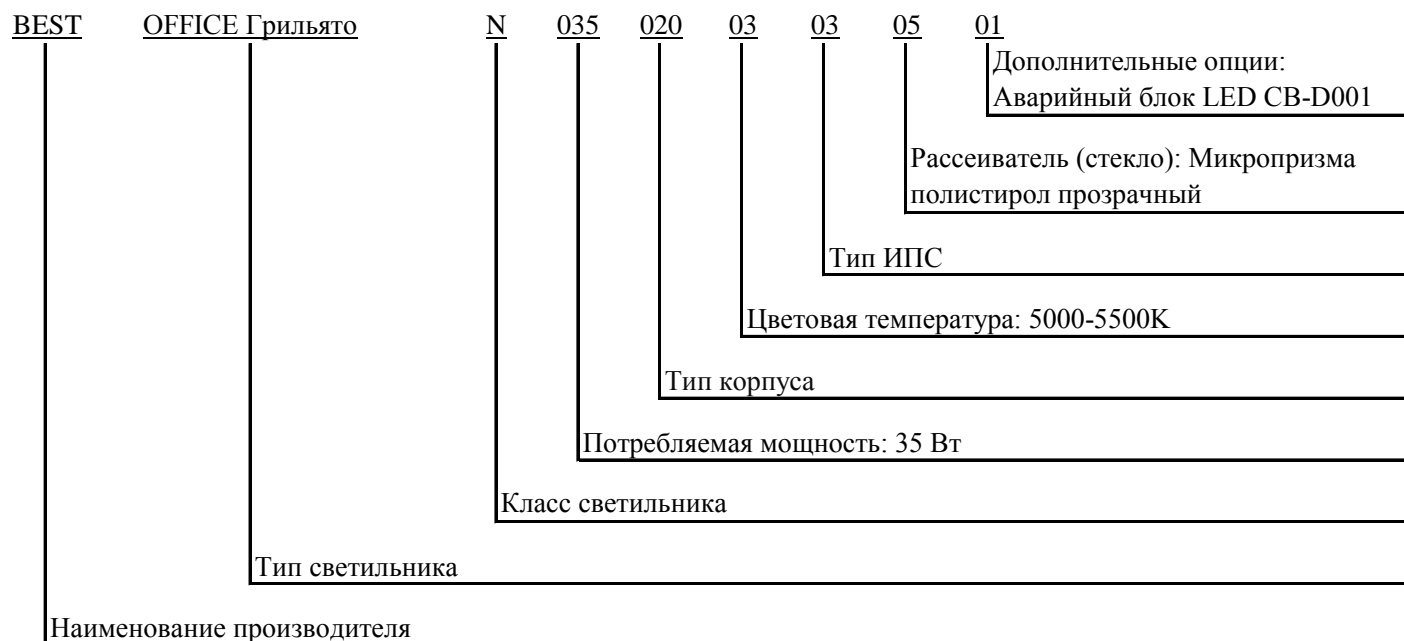 BEST OFFICE Грильято N 035 020 03 03 05 01
Дополнительные опции:
Аварийный блок LED CB-D001
Рассеиватель (стекло): Микропризма
полистирол прозрачный
Тип ИПС
Цветовая температура: 5000-5500K
Тип корпуса
Потребляемая мощность: 35 Вт
Класс светильника
Тип светильника
Наименование производителя